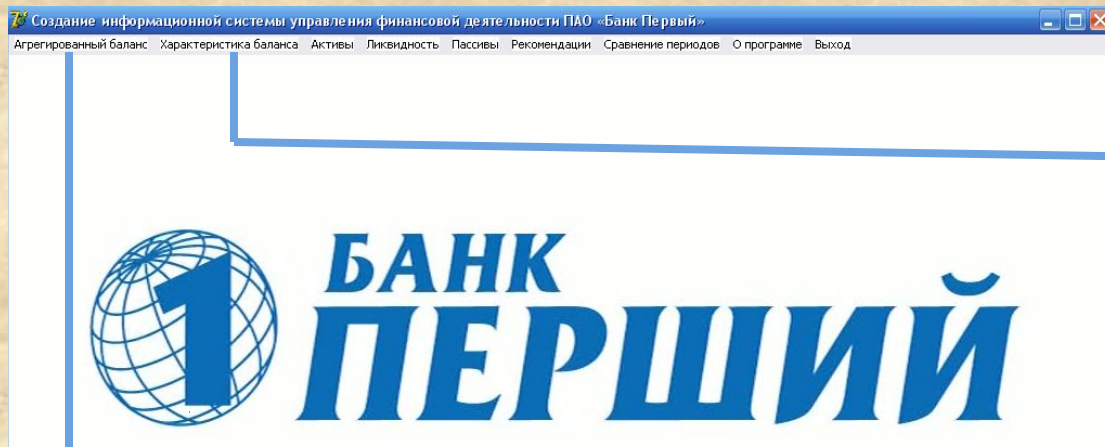 Создание информационной системы управления финансовой деятельности ПАО «Банк Первый»
Агрегированный баланс Характеристика баланса Активы Ликвидность Пассивы Рекомендации Сравнение периодов О программе Выход
1 БАНК
ПЕРШИЙ